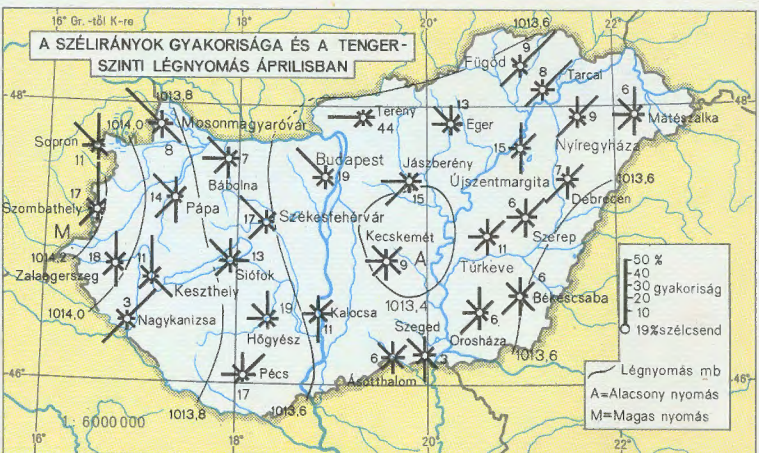 16° Gr.-től K-re
18°
20°
1013,6
22°
A SZÉLIRÁNYOK GYAKORISÁGA ÉS A TENGER-
SZINTI LÉGNYOMÁS ÁPRILISBAN
9
Fügöd
8
Tarcal
48°
1013,8
1014,0
Mosonmagyaróvár
8
Sopron
11
Terény
44
13
Eger
9
Nyíregyháza
6
Mátészalka
48°
7
Bábolna
Budapest
19
Jászberény
15
15
Újszentmargita
7
Debrecen
1013,6
17
Szombathely
M
14
Pápa
17
Székesfehérvár
Kecskemét
9
A
6
Szerep
11
Túrkeve
1014,2
18
Zalaegerszeg
11
Keszthely
13
Siófok
1013,4
6
Békéscsaba
1014,0
3
Nagykanizsa
19
Hőgyész
Kalocsa
11
Szeged
3
6
Orosháza
1013,6
46°
Pécs
17
6
Ásotthalom
46°
1013,8
1013,6
1: 6000 000
16°
18°
20°
22°
50 %
40
30 gyakoriság
20
10
19% szélcsend
Légnyomás mb
A=Alacsony nyomás
M=Magas nyomás